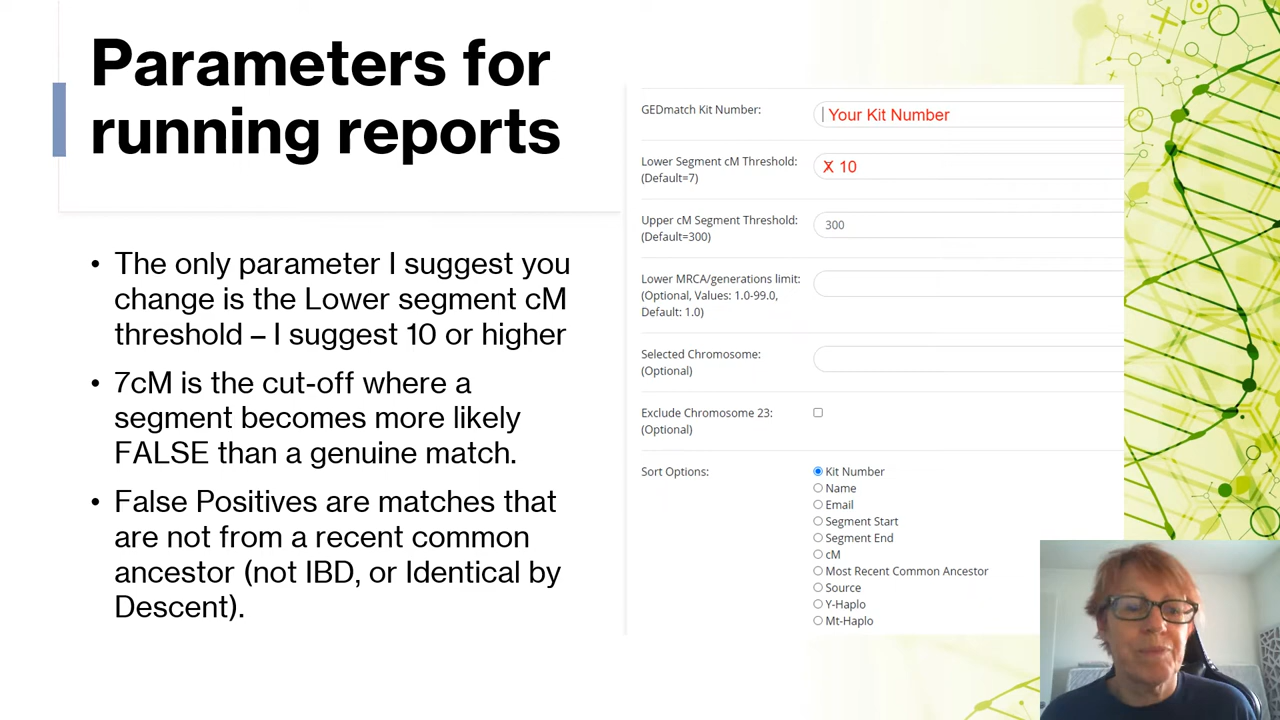 Parameters for
running reports
• The only parameter I suggest you
change is the Lower segment cM
threshold – I suggest 10 or higher
• 7cM is the cut-off where a
segment becomes more likely
FALSE than a genuine match.
• False Positives are matches that
are not from a recent common
ancestor (not IBD, or Identical by
Descent).
GEDmatch Kit Number:
Your Kit Number
Lower Segment cM Threshold:
(Default=7)
10
Upper cM Segment Threshold:
(Default=300)
300
Lower MRCA/generations limit:
(Optional, Values: 1.0-99.0,
Default: 1.0)
Selected Chromosome:
(Optional)
Exclude Chromosome 23:
(Optional)
Sort Options:
Kit Number
Name
Email
Segment Start
Segment End
cM
Most Recent Common Ancestor
Source
Y-Haplo
Mt-Haplo